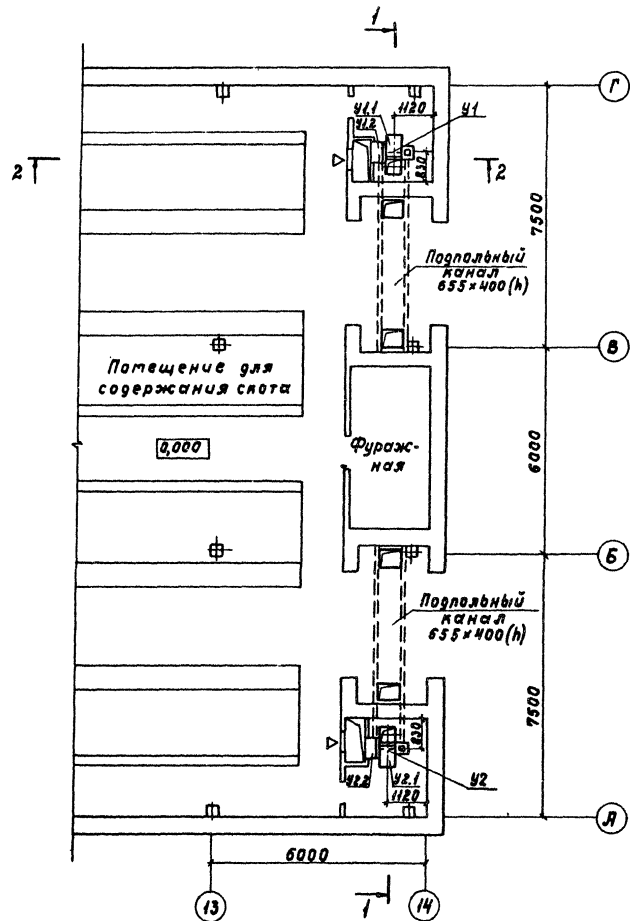 1
Г
У1.1
1120
У1.2
У1
2
2
830
7500
Подпольный
канал
655×400(h)
В
Помещение для
содержания скота
0,000
Фураж-
ная
6000
Б
Подпольный
канал
655×400(h)
7500
830
У2.2
У2.1
У2
1120
А
6000
13
1
14